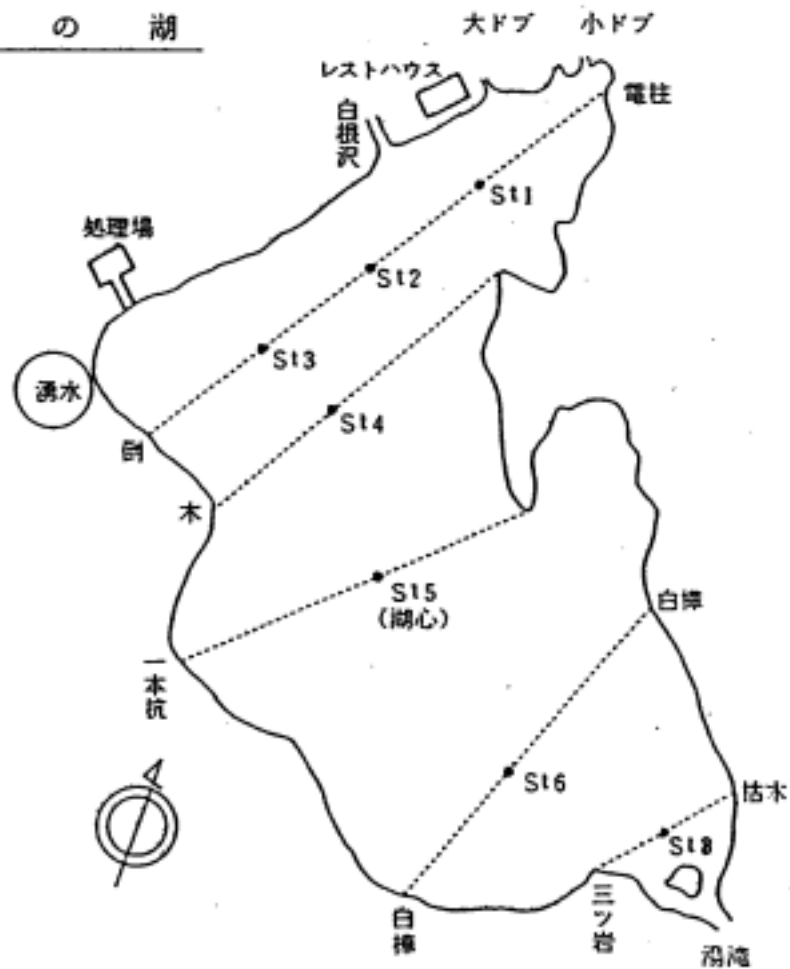 の 湖
大ドブ
小ドブ
レストハウス
電柱
白根沢
St1
処理場
St2
St3
湧水
St4
倒
木
St5
(湖心)
白樺
一本杭
St6
枯木
St8
白樺
三ツ岩
湯滝